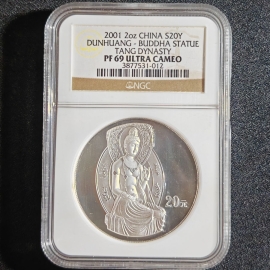 2001 2oz CHINA S20Y
DUNHUANG - BUDDHA STATUE
TANG DYNASTY
PF 69 ULTRA CAMEO
3877531-012
NGC
20元